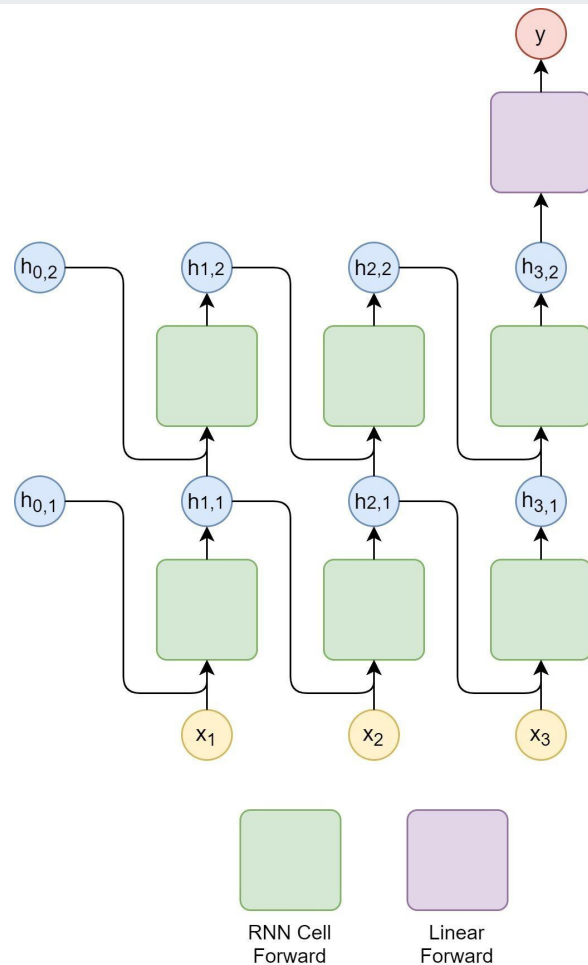 y
h0,2
h1,2
h2,2
h3,2
h0,1
h1,1
h2,1
h3,1
x1
x2
x3
RNN Cell
Forward
Linear
Forward